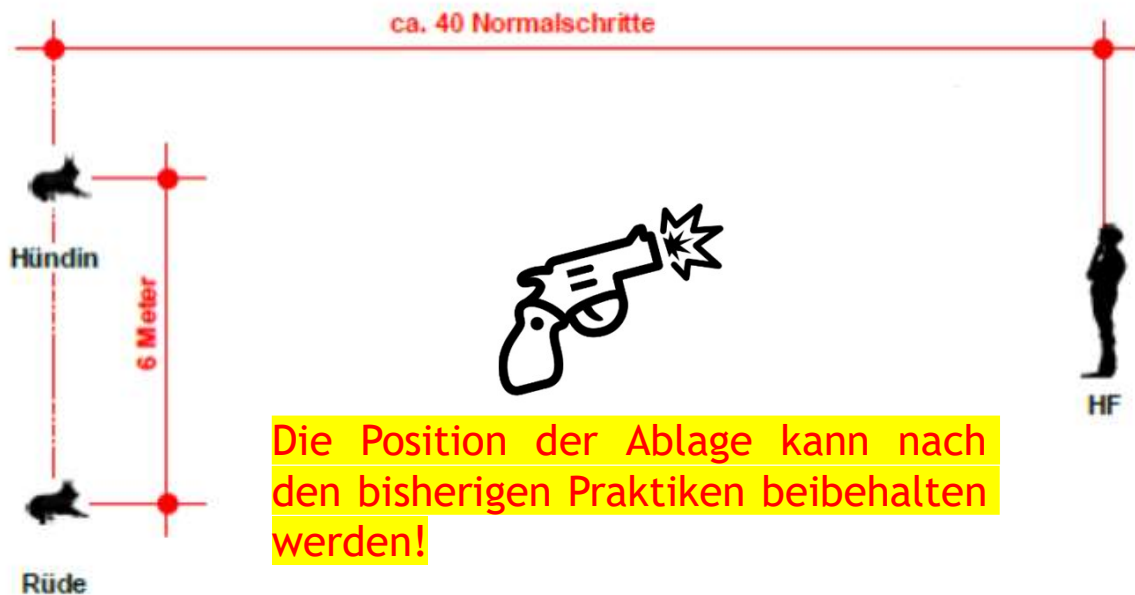 ca. 40 Normalschritte
Hündin
6 Meter
HF
Die Position der Ablage kann nach
den bisherigen Praktiken beibehalten
werden!
Rüde